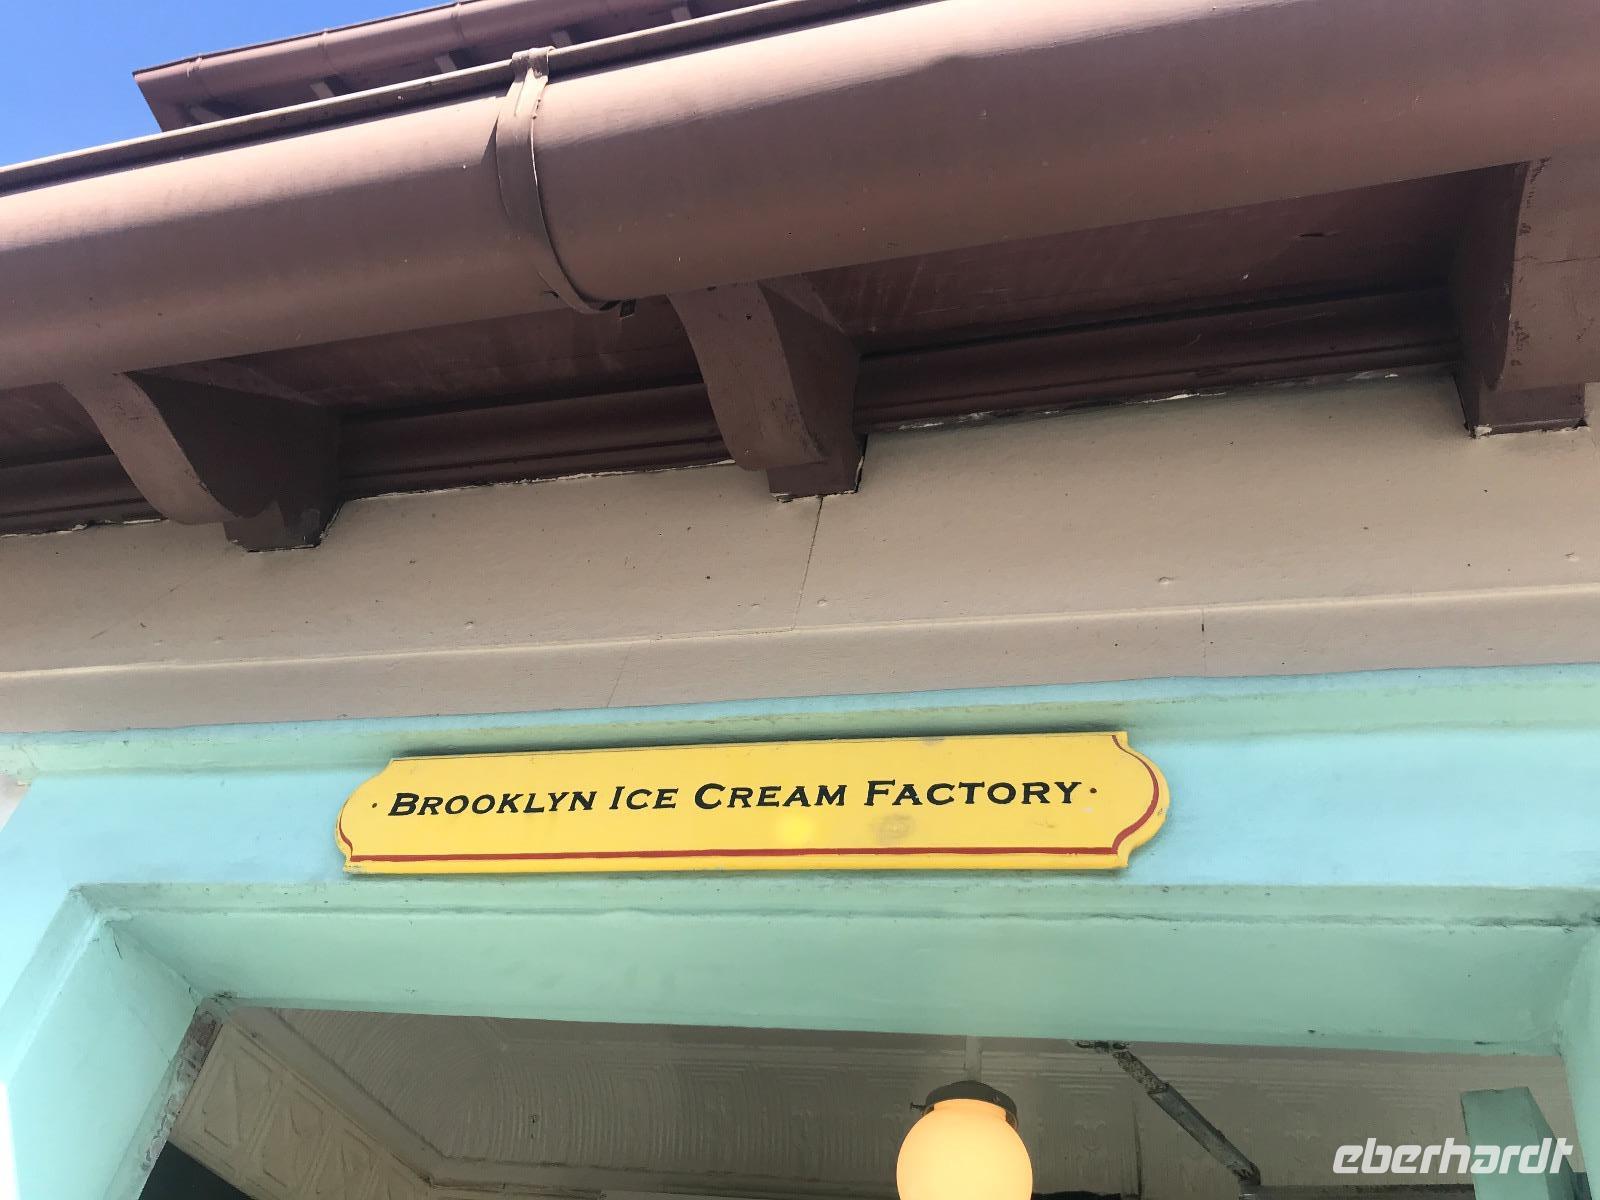 · Brooklyn Ice Cream Factory ·
eberhardt